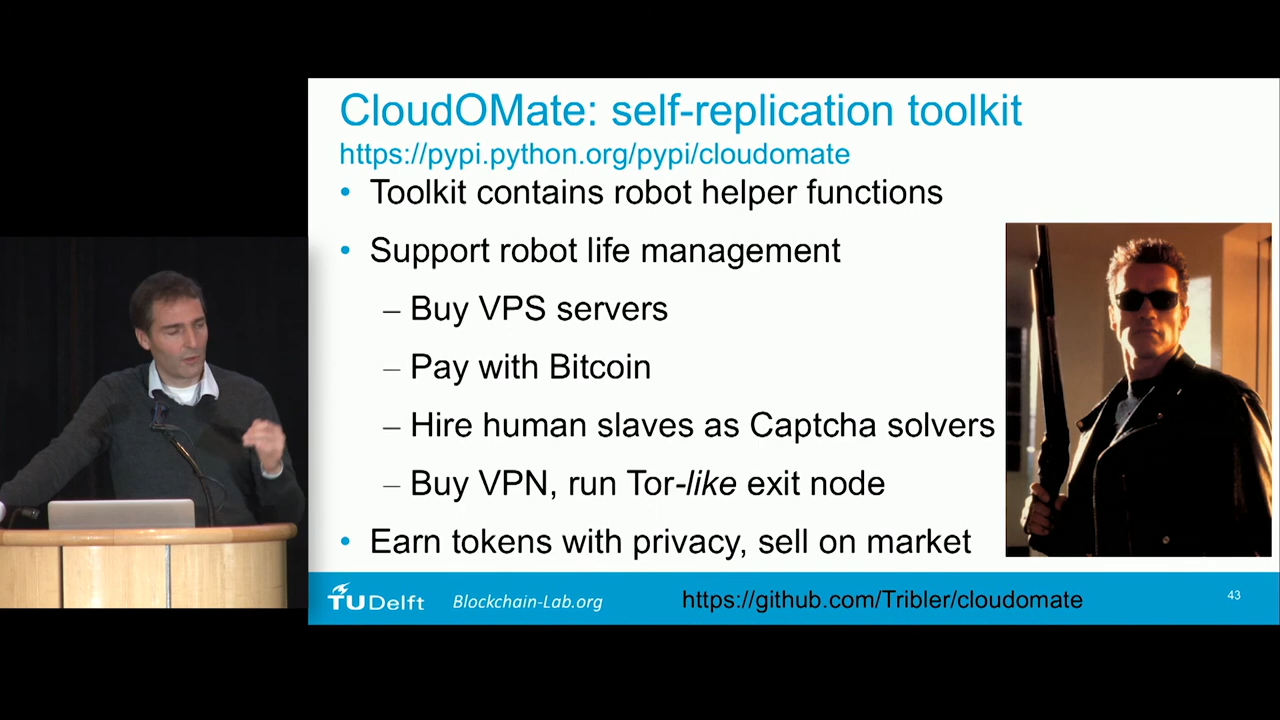 CloudOMate: self-replication toolkit
https://pypi.python.org/pypi/cloudomate
• Toolkit contains robot helper functions
• Support robot life management
– Buy VPS servers
– Pay with Bitcoin
– Hire human slaves as Captcha solvers
– Buy VPN, run Tor-like exit node
• Earn tokens with privacy, sell on market
TUDelft
Blockchain-Lab.org
https://github.com/Tribler/cloudomate
43